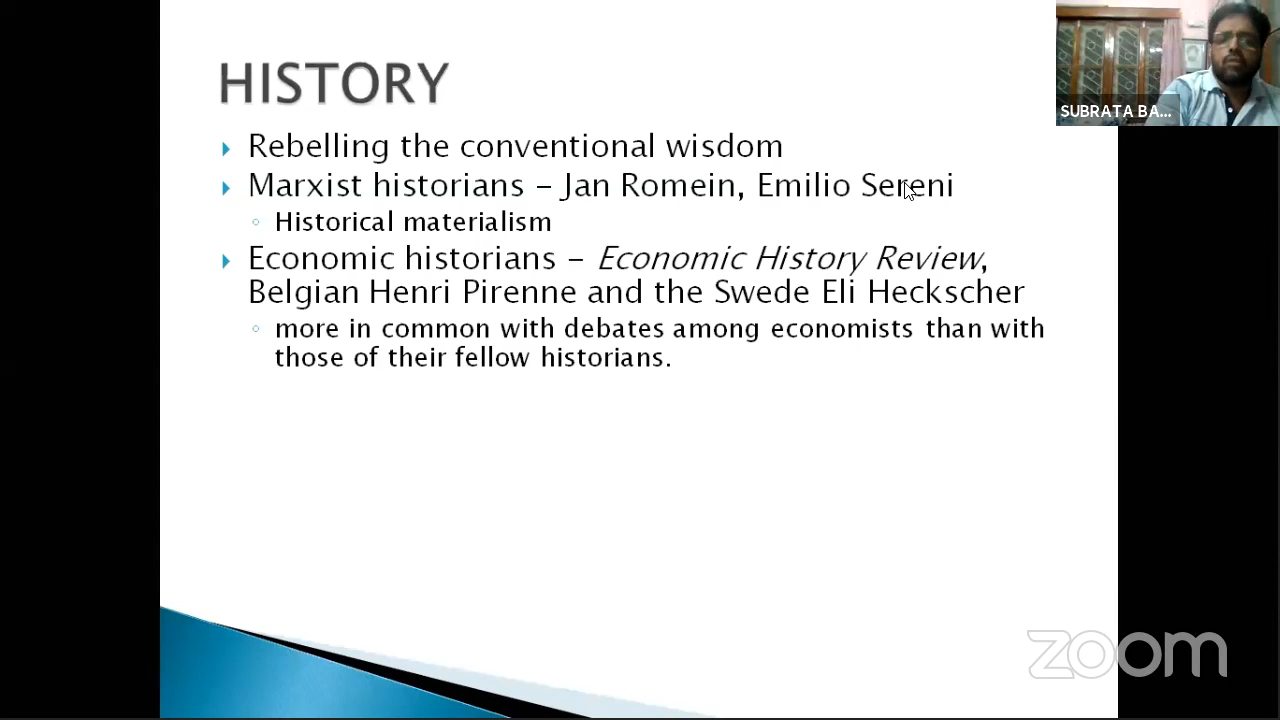 HISTORY
Rebelling the conventional wisdom
Marxist historians – Jan Romein, Emilio Sereni
Historical materialism
Economic historians – Economic History Review,
Belgian Henri Pirenne and the Swede Eli Heckscher
more in common with debates among economists than with
those of their fellow historians.
SUBRATA BA...
zoom